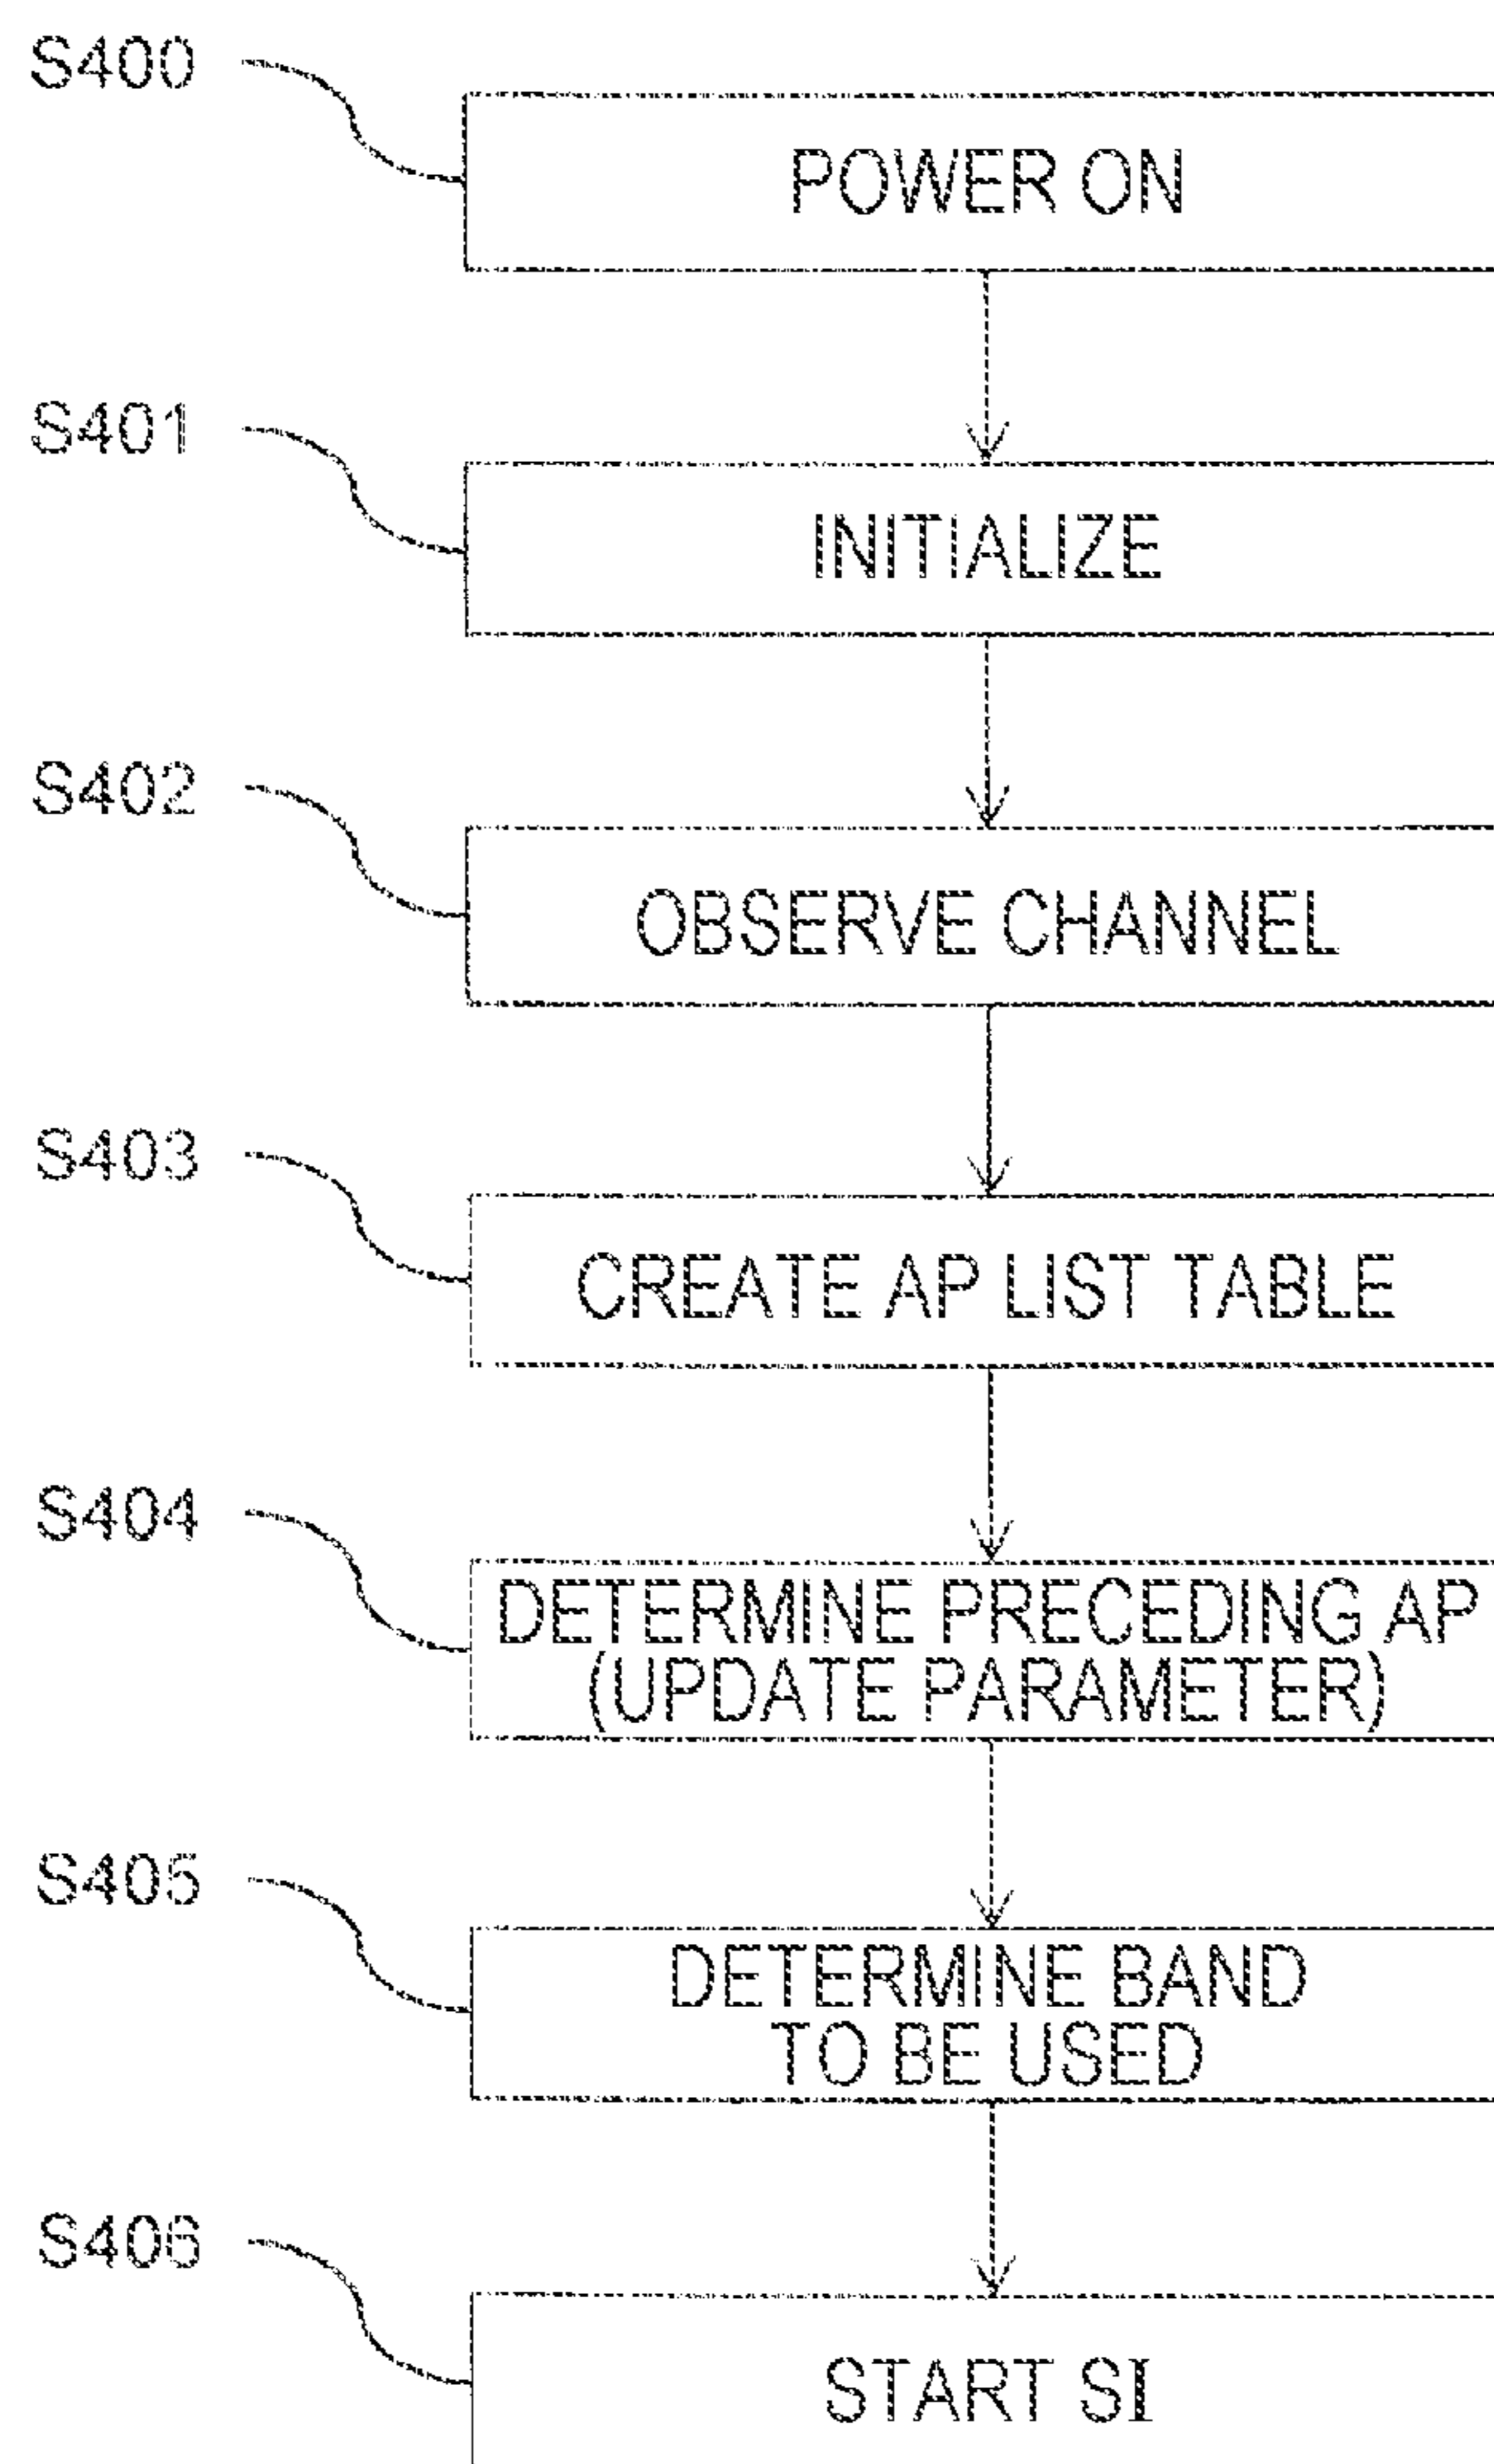 S400
POWER ON
S401
INITIALIZE
S402
OBSERVE CHANNEL
S403
CREATE AP LIST TABLE
S404
DETERMINE PRECEDING AP
(UPDATE PARAMETER)
S405
DETERMINE BAND
TO BE USED
S406
START SI